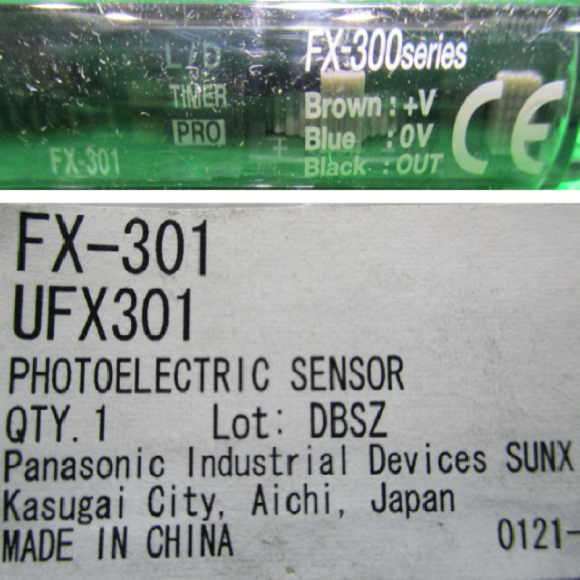 L/D
FX-300series
TIMER
Brown : +V
PRO
Blue : 0V
CE
FX-301
Black : OUT
FX-301
UFX301
PHOTOELECTRIC SENSOR
QTY. 1 Lot: DBSZ
Panasonic Industrial Devices SUNX
Kasugai City, Aichi, Japan
MADE IN CHINA 0121-